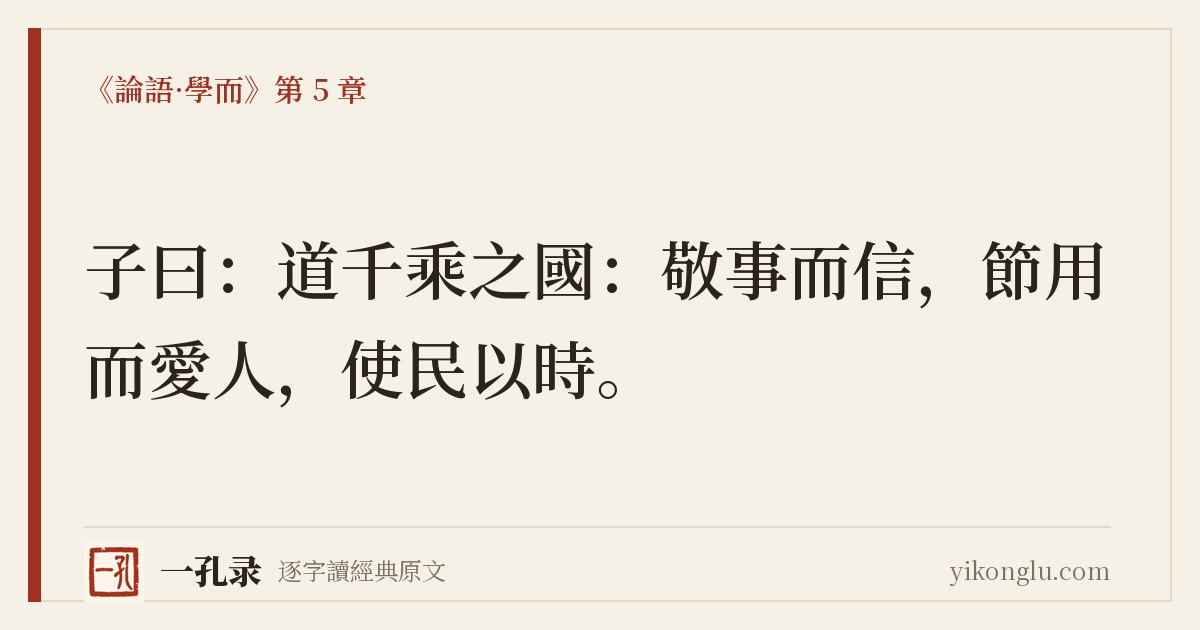 《論語·學而》第 5 章
子曰：道千乘之國：敬事而信，節用
而愛人，使民以時。
一孔
一孔录 逐字讀經典原文 yikonglu.com